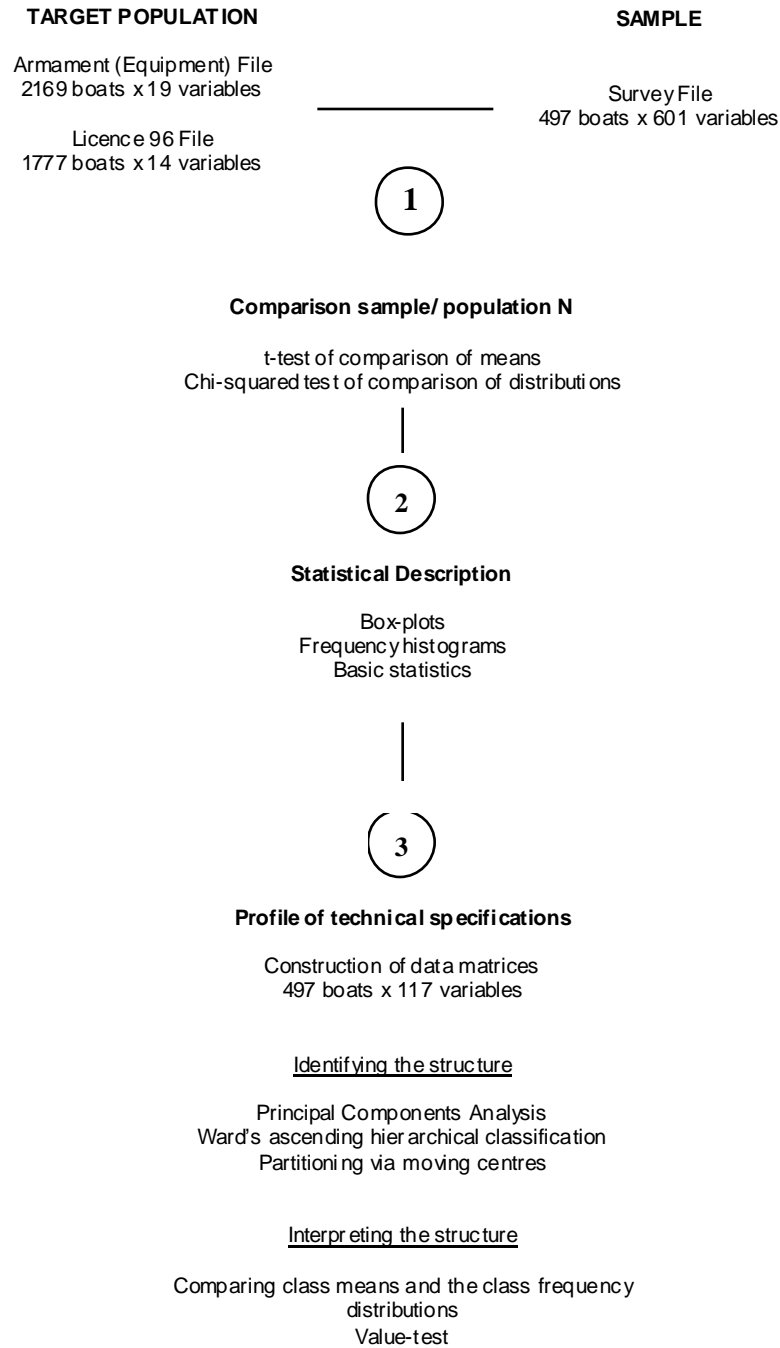 TARGET POPULATION
Armament (Equipment) File
2169 boats x 19 variables
Licence 96 File
1777 boats x 14 variables
SAMPLE
Survey File
497 boats x 601 variables
1
Comparison sample/ population N
t-test of comparison of means
Chi-squared test of comparison of distributions
2
Statistical Description
Box-plots
Frequency histograms
Basic statistics
3
Profile of technical specifications
Construction of data matrices
497 boats x 117 variables
Identifying the structure
Principal Components Analysis
Ward's ascending hierarchical classification
Partitioning via moving centres
Interpreting the structure
Comparing class means and the class frequency
distributions
Value-test